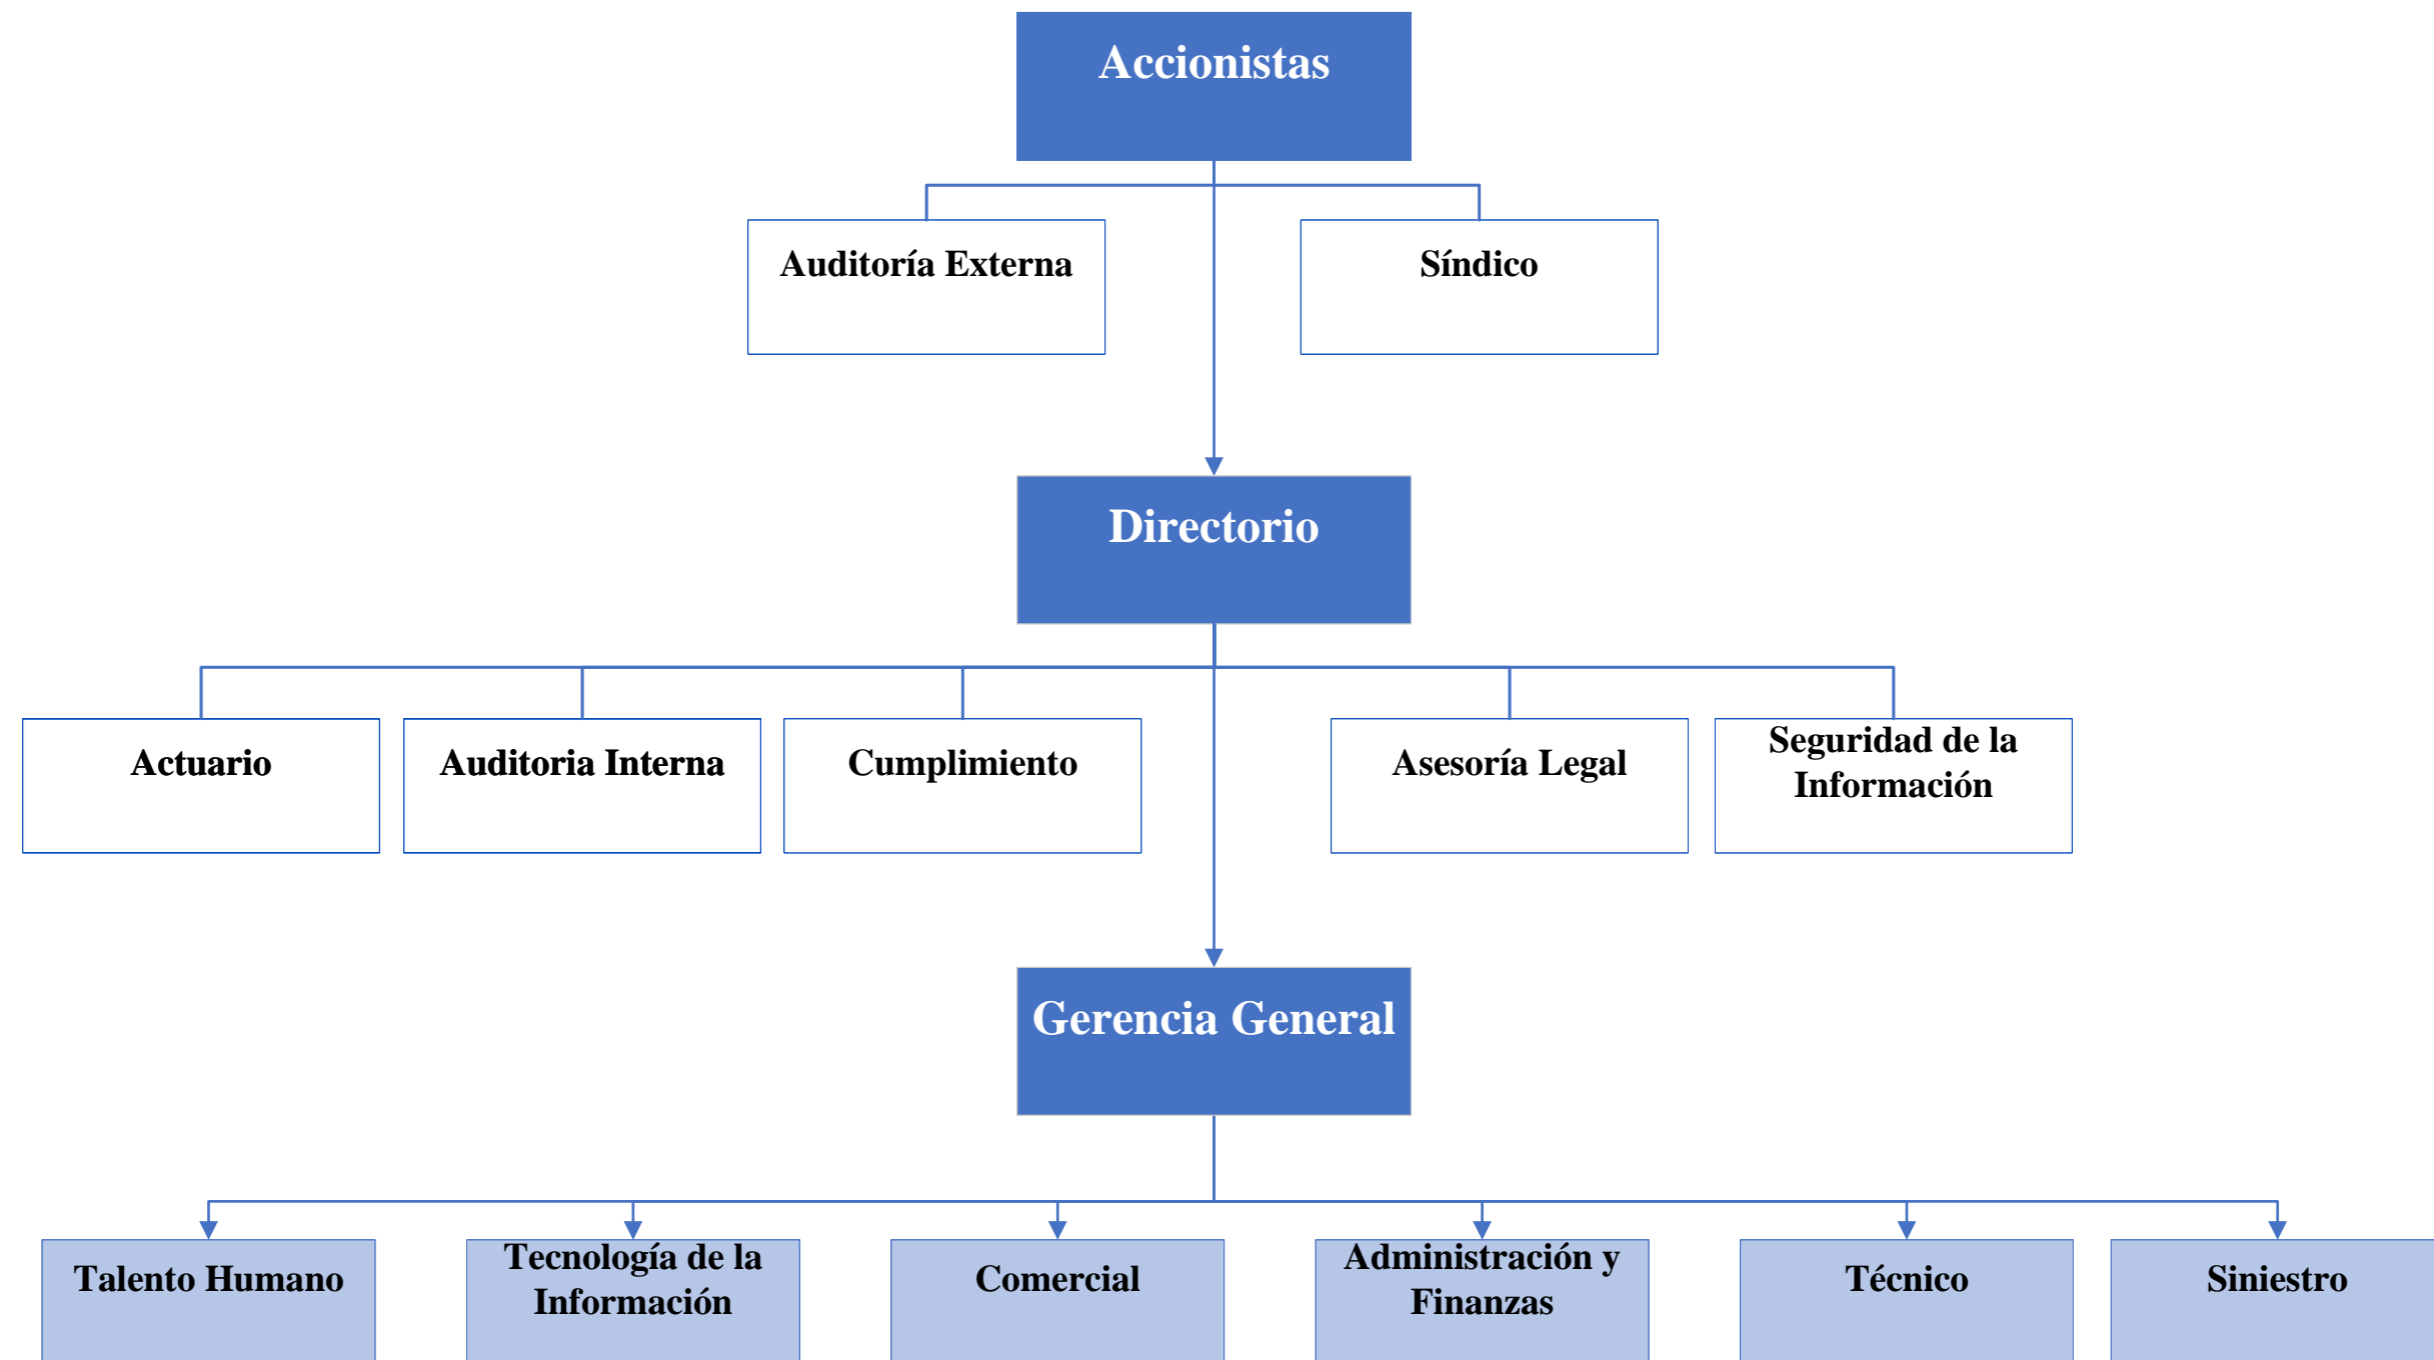 Accionistas
Auditoría Externa
Síndico
Directorio
Actuario
Auditoria Interna
Cumplimiento
Asesoría Legal
Seguridad de la
Información
Gerencia General
Talento Humano
Tecnología de la
Información
Comercial
Administración y
Finanzas
Técnico
Siniestro